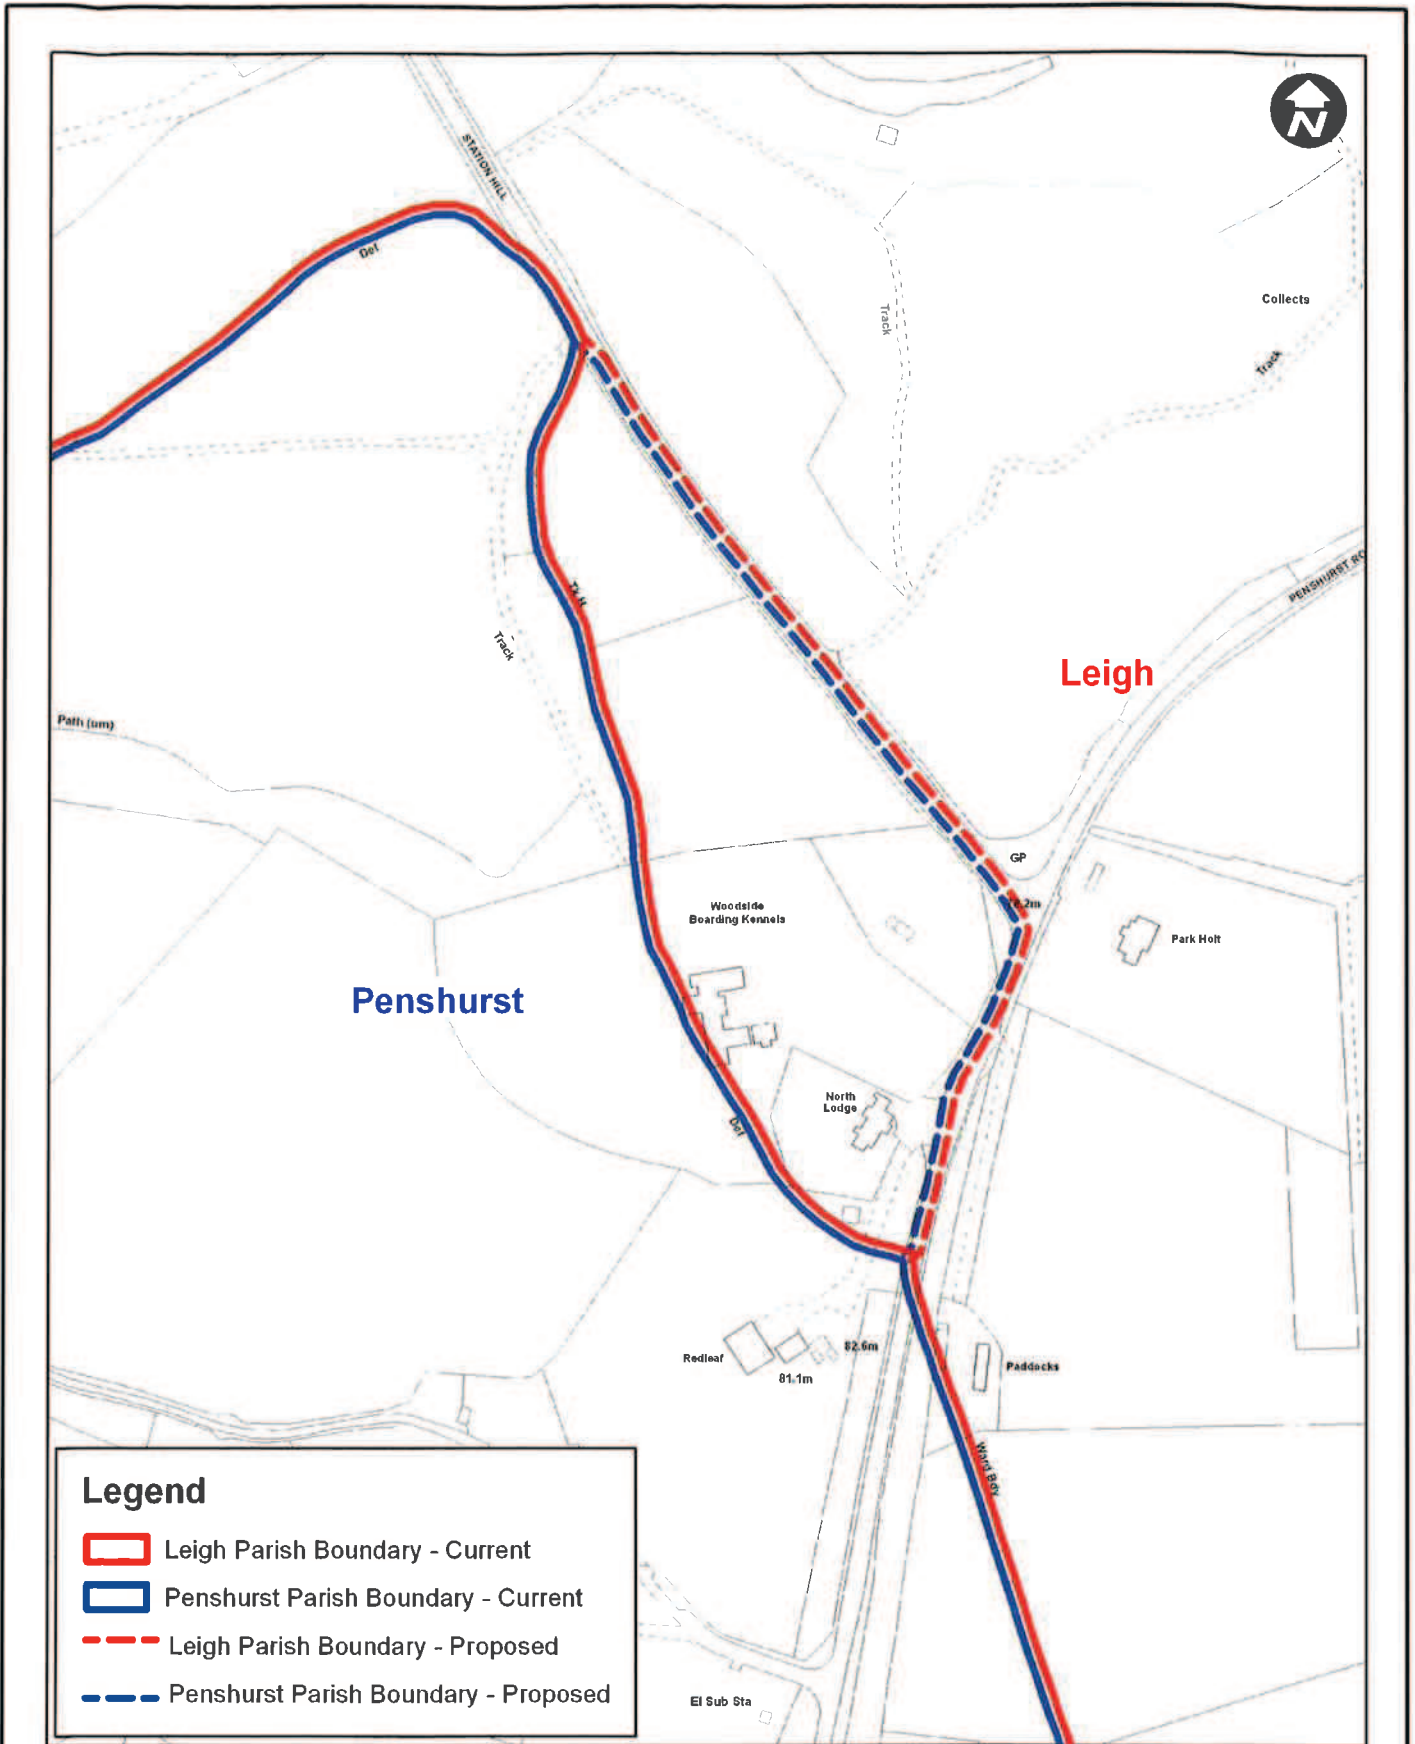 N
STATION HILL
Def
Track
Collects
Track
PENSHURST RO
Tk H
Track
Leigh
Path (um)
GP
Woodside
Boarding Kennels
Park Holt
Penshurst
North
Lodge
Def
82.6m
Redleaf
81.1m
Paddocks
Ward Bdy
Legend
Leigh Parish Boundary - Current
Penshurst Parish Boundary - Current
Leigh Parish Boundary - Proposed
Penshurst Parish Boundary - Proposed
El Sub Sta